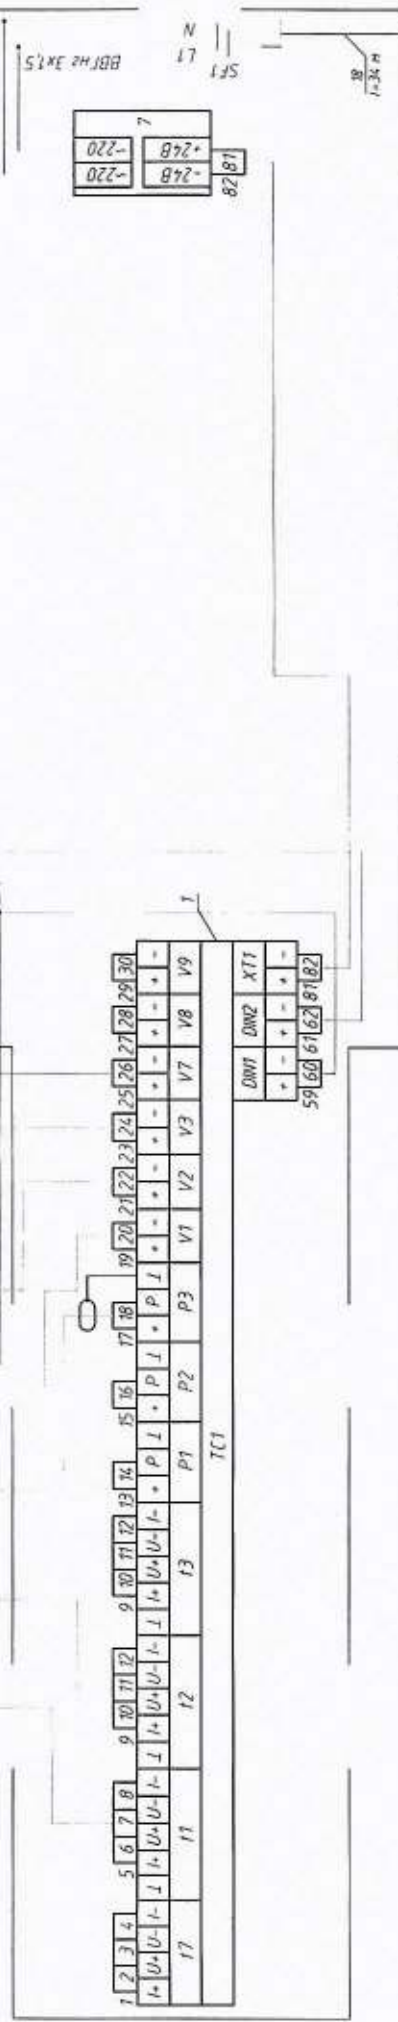 ВВГнг 3х1,5
N
L1
SF1
18
l=34 м
7
~220
+24В
~220
-24В
81
82
1
1 2 3 4
I+ U+ U- I-
t7
5 6 7 8
⊥ I+ U+ U- I-
t1
9 10 11 12
⊥ I+ U+ U- I-
t2
9 10 11 12
⊥ I+ U+ U- I-
t3
13 14
+ P ⊥
P1
15 16
+ P ⊥
P2
17 18
+ P ⊥
P3
19 20
+ -
V1
21 22
+ -
V2
23 24
+ -
V3
25 26
+ -
V7
27 28
+ -
V8
29 30
+ -
V9
ТС1
DIN1
+ -
59 60
DIN2
+ -
61 62
XT1
+ -
81 82